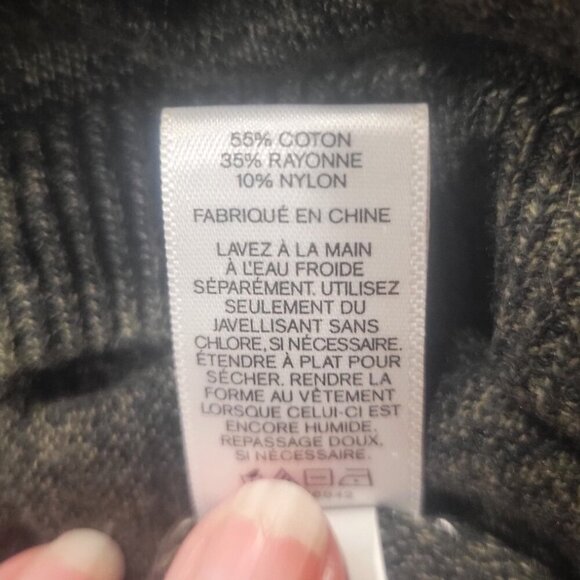 55% COTON
35% RAYONNE
10% NYLON
FABRIQUÉ EN CHINE
LAVEZ À LA MAIN
À L'EAU FROIDE
SÉPARÉMENT. UTILISEZ
SEULEMENT DU
JAVELLISANT SANS
CHLORE, SI NÉCESSAIRE.
ÉTENDRE À PLAT POUR
SÉCHER. RENDRE LA
FORME AU VÊTEMENT
LORSQUE CELUI-CI EST
ENCORE HUMIDE.
REPASSAGE DOUX,
SI NÉCESSAIRE.